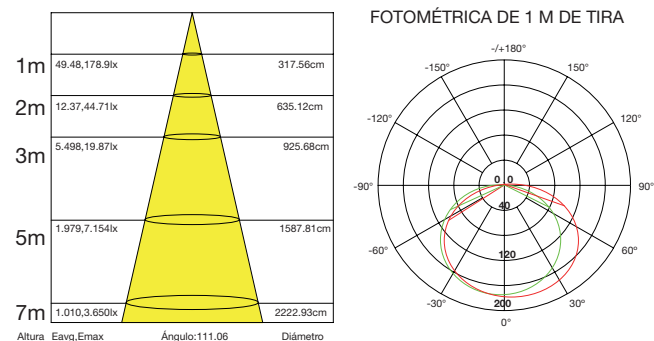 FOTOMÉTRICA DE 1 M DE TIRA
1m 49.48,178.9lx 317.56cm
2m 12.37,44.71lx 635.12cm
3m 5.498,19.87lx 925.68cm
5m 1.979,7.154lx 1587.81cm
7m 1.010,3.650lx 2222.93cm
Altura Eavg,Emax Ángulo:111.06 Diámetro
-/+180°
-150° 150°
-120° 120°
-90° 0 0 90°
40
-60° 120 60°
-30° 200 30°
0°